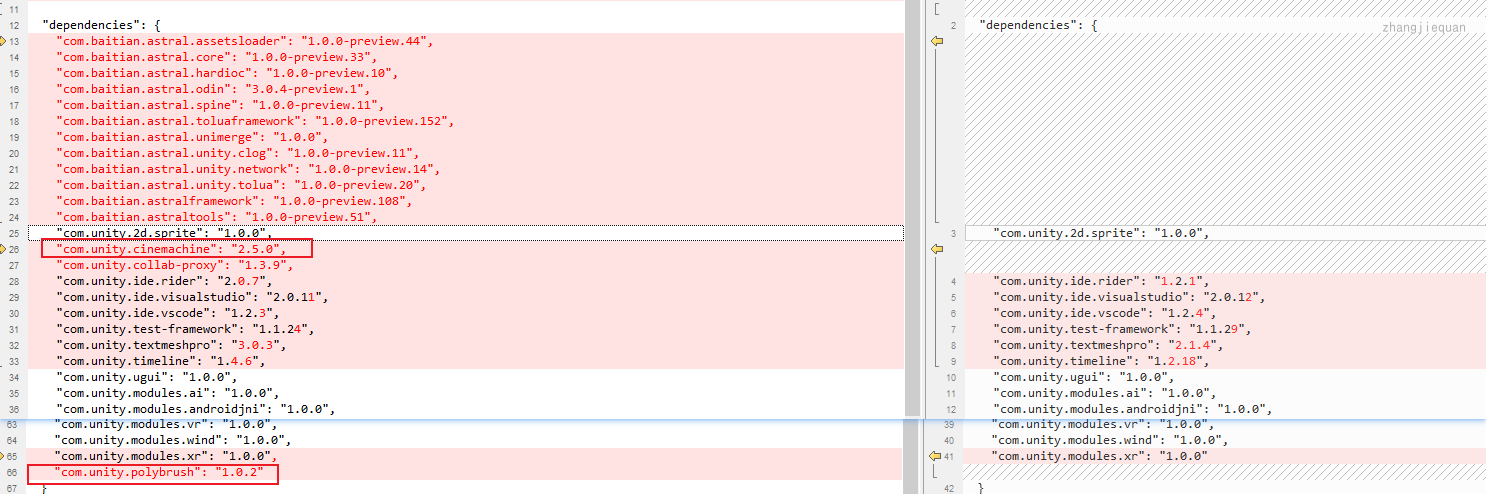 11
12 "dependencies": {
13 "com.baitian.astral.assetsloader": "1.0.0-preview.44",
14 "com.baitian.astral.core": "1.0.0-preview.33",
15 "com.baitian.astral.hardioc": "1.0.0-preview.10",
16 "com.baitian.astral.odin": "3.0.4-preview.1",
17 "com.baitian.astral.spine": "1.0.0-preview.11",
18 "com.baitian.astral.toluaframework": "1.0.0-preview.152",
19 "com.baitian.astral.unimerge": "1.0.0",
20 "com.baitian.astral.unity.clog": "1.0.0-preview.11",
21 "com.baitian.astral.unity.network": "1.0.0-preview.14",
22 "com.baitian.astral.unity.tolua": "1.0.0-preview.20",
23 "com.baitian.astralframework": "1.0.0-preview.108",
24 "com.baitian.astraltools": "1.0.0-preview.51",
25 "com.unity.2d.sprite": "1.0.0",
26 "com.unity.cinemachine": "2.5.0",
27 "com.unity.collab-proxy": "1.3.9",
28 "com.unity.ide.rider": "2.0.7",
29 "com.unity.ide.visualstudio": "2.0.11",
30 "com.unity.ide.vscode": "1.2.3",
31 "com.unity.test-framework": "1.1.24",
32 "com.unity.textmeshpro": "3.0.3",
33 "com.unity.timeline": "1.4.6",
34 "com.unity.ugui": "1.0.0",
35 "com.unity.modules.ai": "1.0.0",
36 "com.unity.modules.androidjni": "1.0.0",
63 "com.unity.modules.vr": "1.0.0",
64 "com.unity.modules.wind": "1.0.0",
65 "com.unity.modules.xr": "1.0.0",
66 "com.unity.polybrush": "1.0.2"
67 }
2 "dependencies": {
zhangjiequan
3 "com.unity.2d.sprite": "1.0.0",
4 "com.unity.ide.rider": "1.2.1",
5 "com.unity.ide.visualstudio": "2.0.12",
6 "com.unity.ide.vscode": "1.2.4",
7 "com.unity.test-framework": "1.1.29",
8 "com.unity.textmeshpro": "2.1.4",
9 "com.unity.timeline": "1.2.18",
10 "com.unity.ugui": "1.0.0",
11 "com.unity.modules.ai": "1.0.0",
12 "com.unity.modules.androidjni": "1.0.0",
39 "com.unity.modules.vr": "1.0.0",
40 "com.unity.modules.wind": "1.0.0",
41 "com.unity.modules.xr": "1.0.0"
42 }